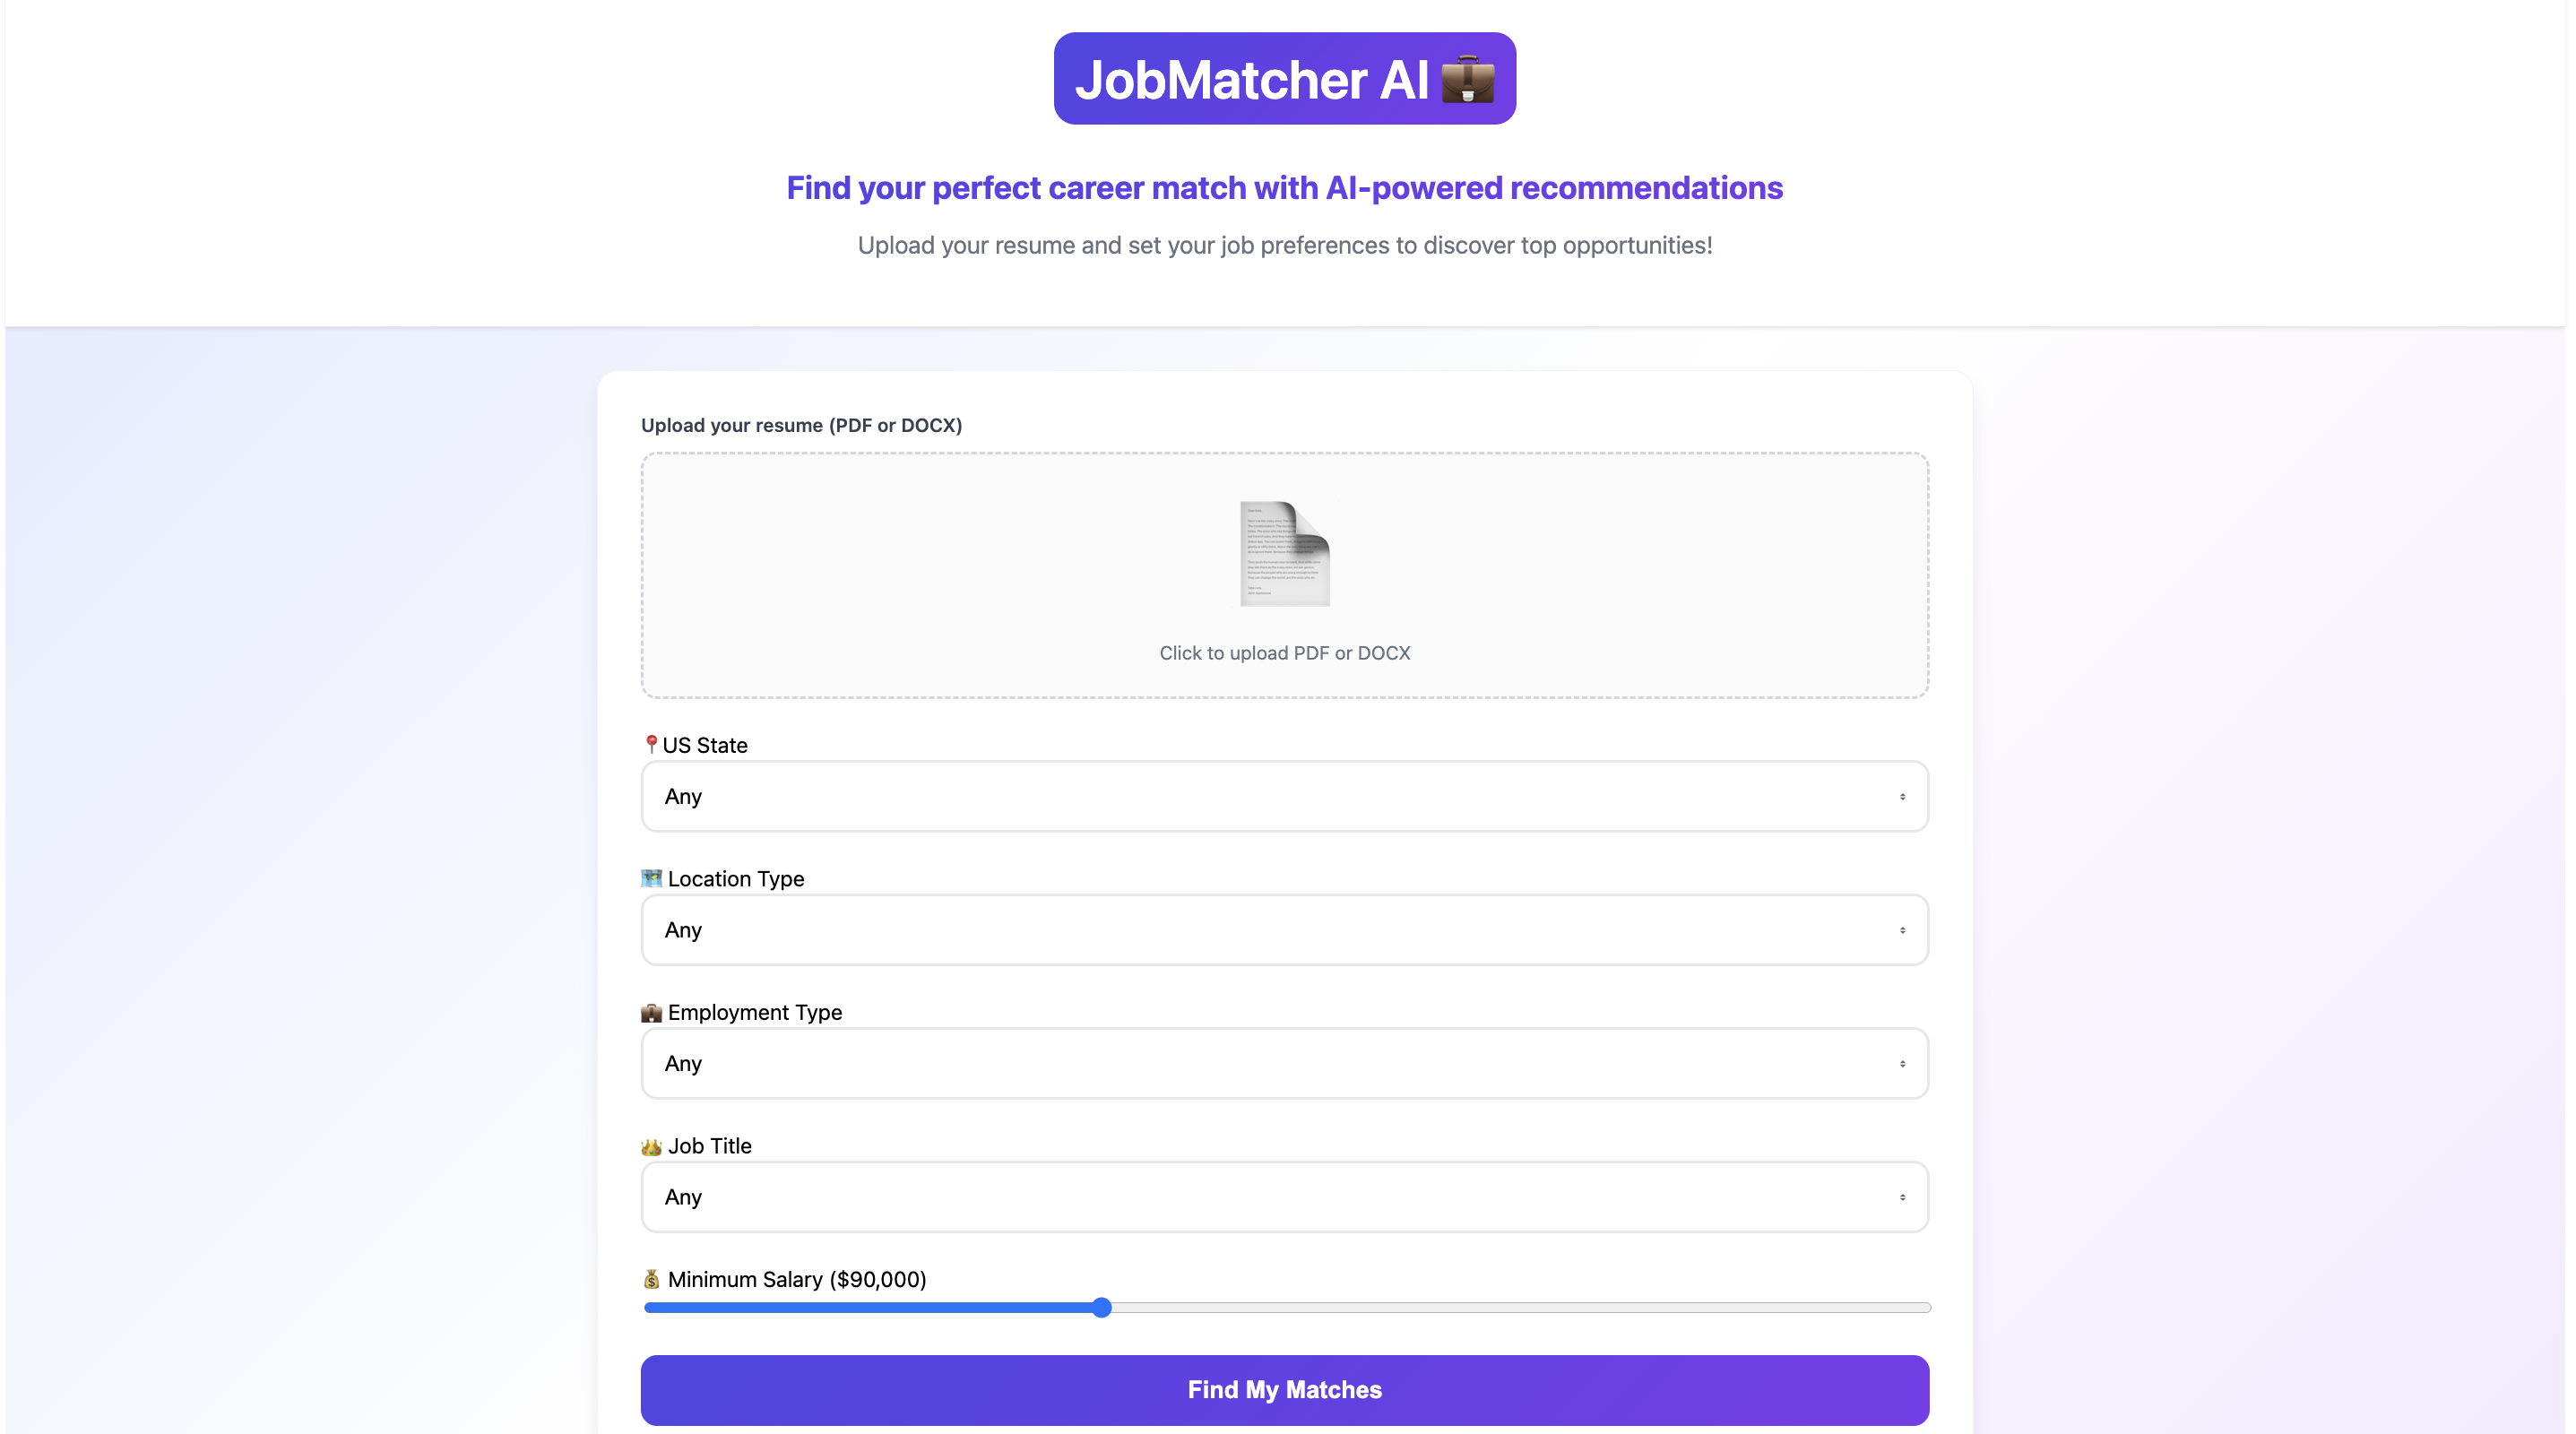 JobMatcher AI
Find your perfect career match with AI-powered recommendations
Upload your resume and set your job preferences to discover top opportunities!
Upload your resume (PDF or DOCX)
Click to upload PDF or DOCX
US State
Any
Location Type
Any
Employment Type
Any
Job Title
Any
Minimum Salary ($90,000)
Find My Matches